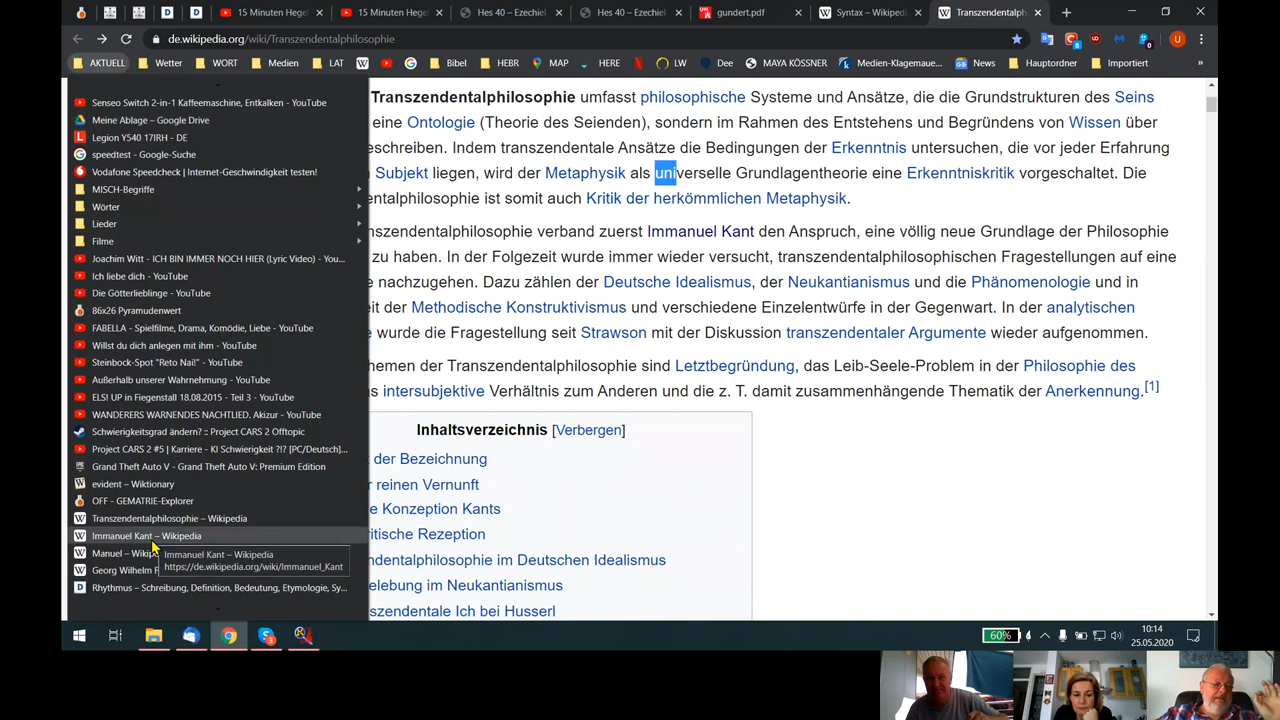 15 Minuten Hegel
15 Minuten Hegel
Hes 40 – Ezechiel
Hes 40 – Ezechiel
gundert.pdf
Syntax – Wikipedi
Transzendentalph
de.wikipedia.org/wiki/Transzendentalphilosophie
AKTUELL
Wetter
WORT
Medien
LAT
Bibel
HEBR
MAP
HERE
LW
Dee
MAYA KÖSSNER
Medien-Klagemaue...
News
Hauptordner
Importiert
»
Senseo Switch 2-in-1 Kaffeemaschine, Entkalken - YouTube
Meine Ablage – Google Drive
Legion Y540 17IRH - DE
speedtest - Google-Suche
Vodafone Speedcheck | Internet-Geschwindigkeit testen!
MISCH-Begriffe
Wörter
Lieder
Filme
Joachim Witt - ICH BIN IMMER NOCH HIER (Lyric Video) - You...
Ich liebe dich - YouTube
Die Götterlieblinge - YouTube
86x26 Pyramudenwert
FABELLA - Spielfilme, Drama, Komödie, Liebe - YouTube
Willst du dich anlegen mit ihm - YouTube
Steinbock-Spot "Reto Nai!" - YouTube
Außerhalb unserer Wahrnehmung - YouTube
ELS! UP in Fiegenstall 18.08.2015 - Teil 3 - YouTube
WANDERERS WARNENDES NACHTLIED. Akizur - YouTube
Schwierigkeitsgrad ändern? :: Project CARS 2 Offtopic
Project CARS 2 #5 | Karriere - KI Schwierigkeit ?!? [PC/Deutsch]...
Grand Theft Auto V - Grand Theft Auto V: Premium Edition
evident – Wiktionary
OFF - GEMATRIE-Explorer
Transzendentalphilosophie – Wikipedia
Immanuel Kant – Wikipedia
Manuel – Wikip
Georg Wilhelm F
Rhythmus – Schreibung, Definition, Bedeutung, Etymologie, Sy...
Immanuel Kant – Wikipedia
https://de.wikipedia.org/wiki/Immanuel_Kant
Transzendentalphilosophie umfasst philosophische Systeme und Ansätze, die die Grundstrukturen des Seins
eine Ontologie (Theorie des Seienden), sondern im Rahmen des Entstehens und Begründens von Wissen über
eschreiben. Indem transzendentale Ansätze die Bedingungen der Erkenntnis untersuchen, die vor jeder Erfahrung
Subjekt liegen, wird der Metaphysik als universelle Grundlagentheorie eine Erkenntniskritik vorgeschaltet. Die
entalphilosophie ist somit auch Kritik der herkömmlichen Metaphysik.
nszendentalphilosophie verband zuerst Immanuel Kant den Anspruch, eine völlig neue Grundlage der Philosophie
zu haben. In der Folgezeit wurde immer wieder versucht, transzendentalphilosophischen Fragestellungen auf eine
e nachzugehen. Dazu zählen der Deutsche Idealismus, der Neukantianismus und die Phänomenologie und in
eit der Methodische Konstruktivismus und verschiedene Einzelentwürfe in der Gegenwart. In der analytischen
e wurde die Fragestellung seit Strawson mit der Diskussion transzendentaler Argumente wieder aufgenommen.
hemen der Transzendentalphilosophie sind Letztbegründung, das Leib-Seele-Problem in der Philosophie des
s intersubjektive Verhältnis zum Anderen und die z. T. damit zusammenhängende Thematik der Anerkennung.[1]
Inhaltsverzeichnis [Verbergen]
t der Bezeichnung
r reinen Vernunft
e Konzeption Kants
ritische Rezeption
ndentalphilosophie im Deutschen Idealismus
elebung im Neukantianismus
szendentale Ich bei Husserl
60%
10:14
25.05.2020